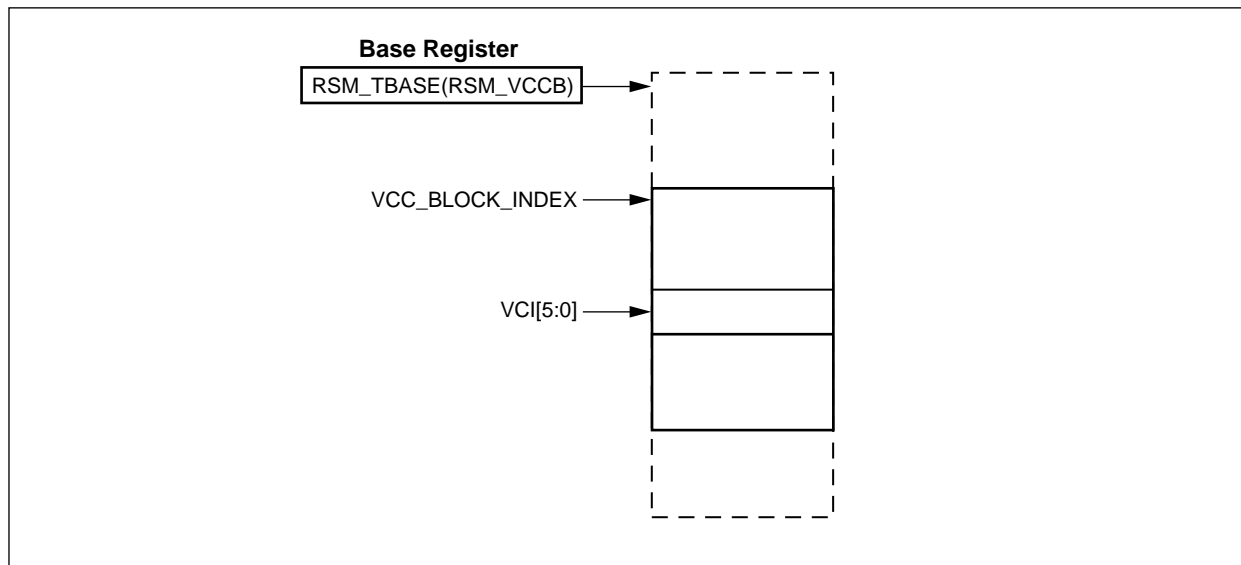 Base Register
RSM_TBASE(RSM_VCCB)
VCC_BLOCK_INDEX
VCI[5:0]